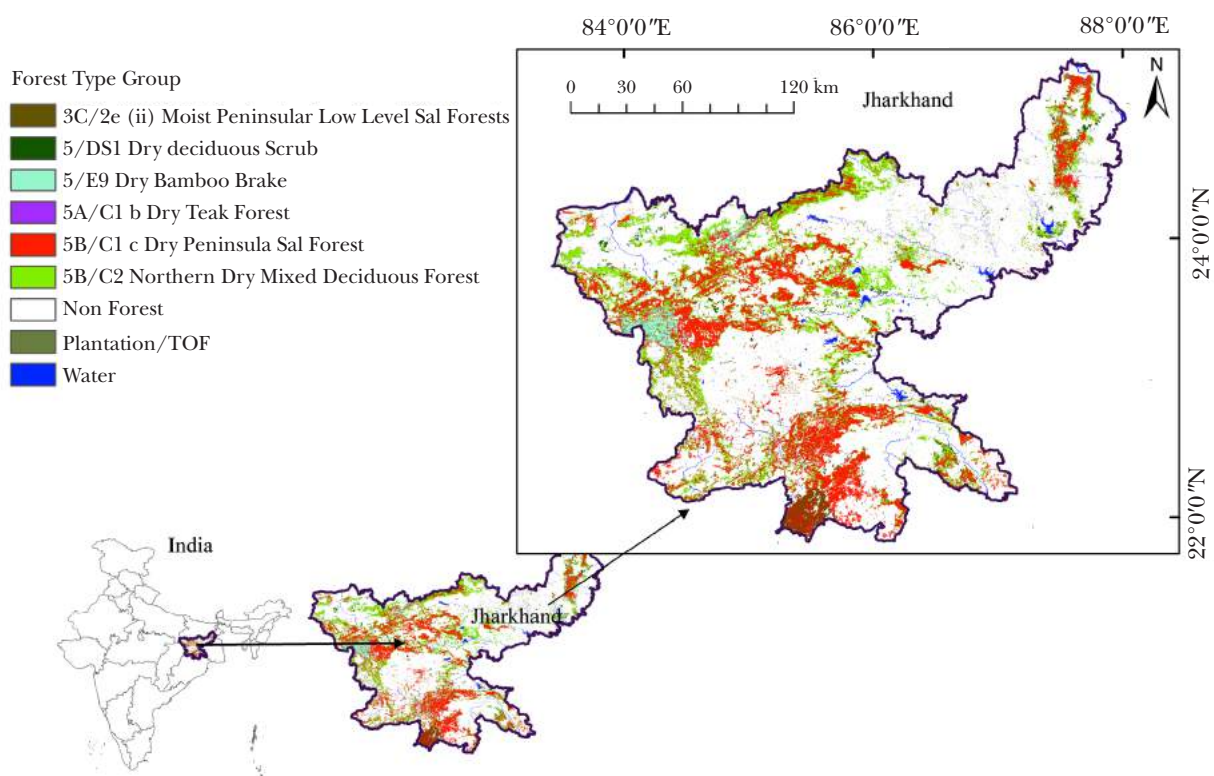 84°0′0″E 86°0′0″E 88°0′0″E
Forest Type Group
3C/2e (ii) Moist Peninsular Low Level Sal Forests
5/DS1 Dry deciduous Scrub
5/E9 Dry Bamboo Brake
5A/C1 b Dry Teak Forest
5B/C1 c Dry Peninsula Sal Forest
5B/C2 Northern Dry Mixed Deciduous Forest
Non Forest
Plantation/TOF
Water
0 30 60 120 km
Jharkhand
N
24°0′0″N
22°0′0″N
India
Jharkhand